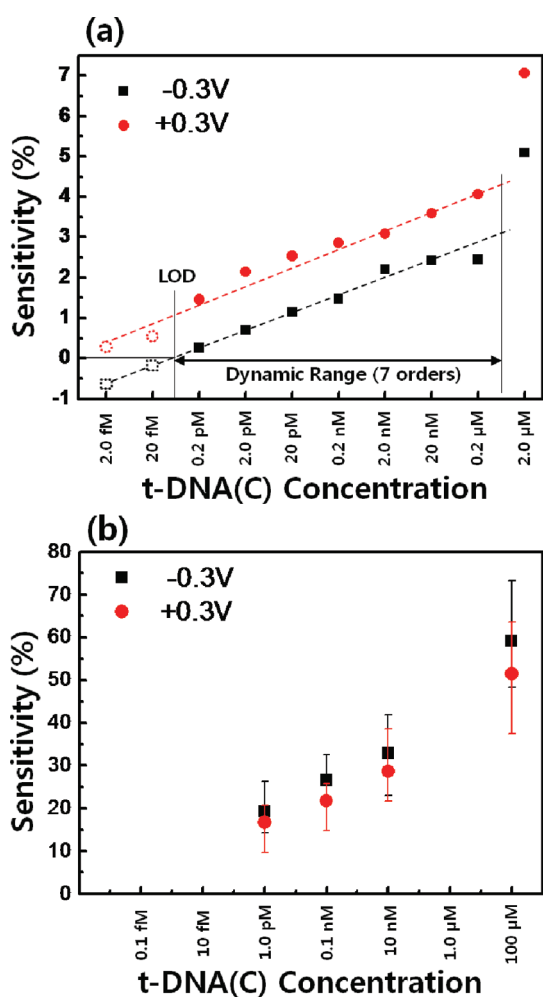 (a)
7
6
5
4
3
2
1
0
-1
Sensitivity (%)
-0.3V
+0.3V
LOD
Dynamic Range (7 orders)
2.0 fM
20 fM
0.2 pM
2.0 pM
20 pM
0.2 nM
2.0 nM
20 nM
0.2 µM
2.0 µM
t-DNA(C) Concentration
(b)
80
70
60
50
40
30
20
10
0
Sensitivity (%)
-0.3V
+0.3V
0.1 fM
10 fM
1.0 pM
0.1 nM
10 nM
1.0 µM
100 µM
t-DNA(C) Concentration